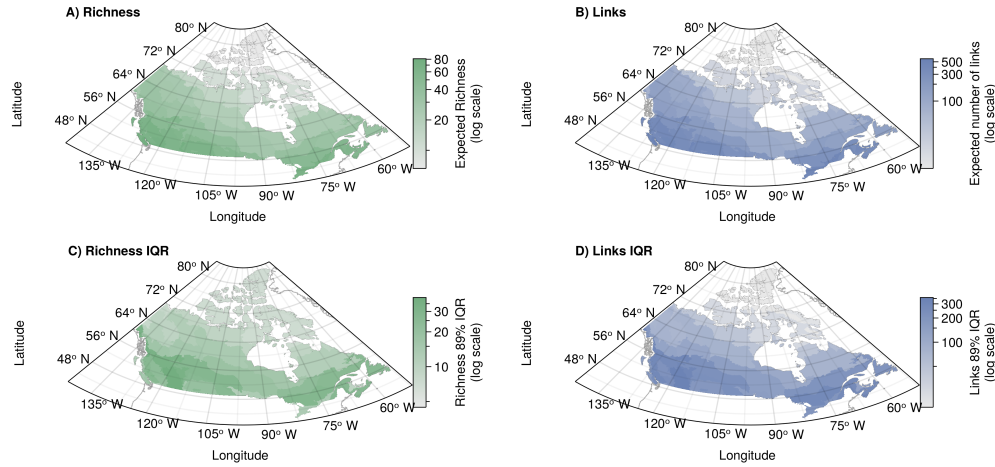 A) Richness
80° N
72° N
64° N
56° N
48° N
135° W
120° W
105° W
90° W
75° W
60° W
Latitude
Longitude
80
60
40
20
Expected Richness
(log scale)
B) Links
80° N
72° N
64° N
56° N
48° N
135° W
120° W
105° W
90° W
75° W
60° W
Latitude
Longitude
500
300
100
Expected number of links
(log scale)
C) Richness IQR
80° N
72° N
64° N
56° N
48° N
135° W
120° W
105° W
90° W
75° W
60° W
Latitude
Longitude
30
20
10
Richness 89% IQR
(log scale)
D) Links IQR
80° N
72° N
64° N
56° N
48° N
135° W
120° W
105° W
90° W
75° W
60° W
Latitude
Longitude
300
200
100
Links 89% IQR
(log scale)